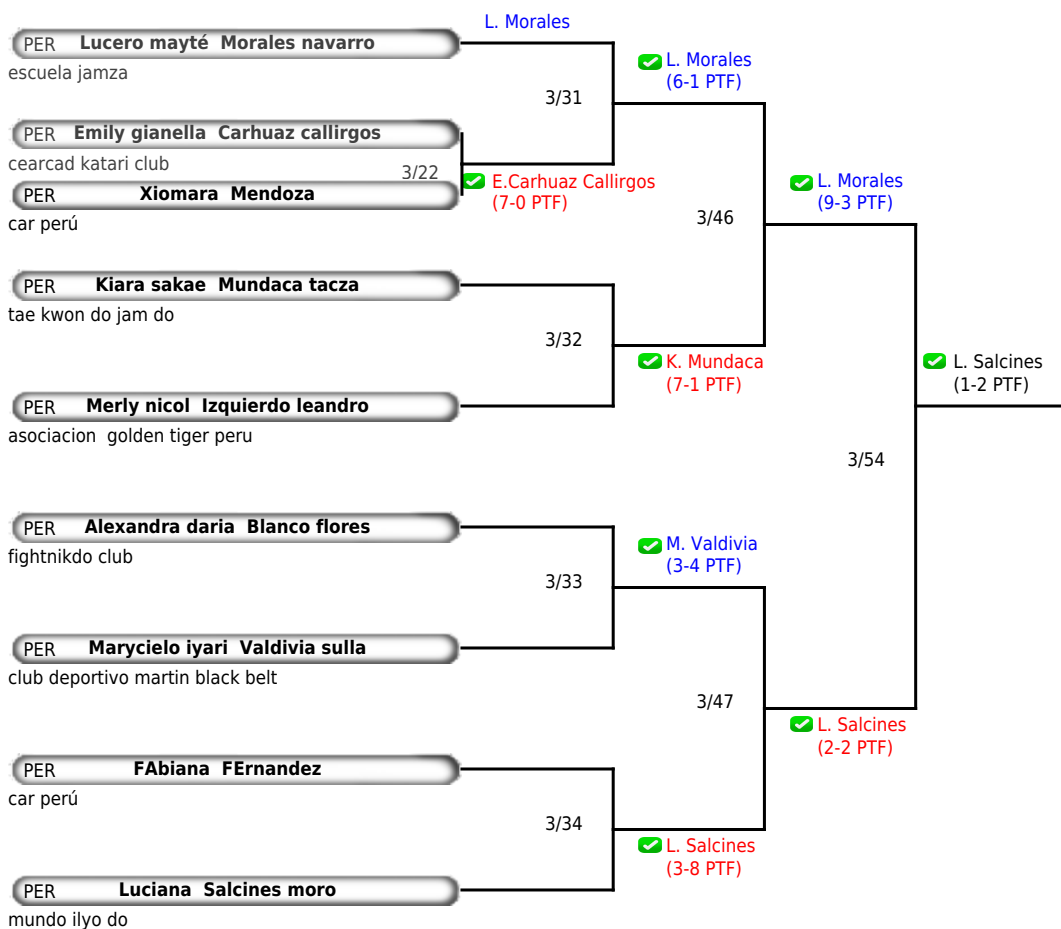 L. Morales
PER Lucero mayté Morales navarro
escuela jamza
L. Morales
(6-1 PTF)
3/31
PER Emily gianella Carhuaz callirgos
cearcad katari club
3/22
E.Carhuaz Callirgos
(7-0 PTF)
PER Xiomara Mendoza
car perú
L. Morales
(9-3 PTF)
3/46
PER Kiara sakae Mundaca tacza
tae kwon do jam do
3/32
K. Mundaca
(7-1 PTF)
L. Salcines
(1-2 PTF)
PER Merly nicol Izquierdo leandro
asociacion golden tiger peru
3/54
PER Alexandra daria Blanco flores
fightnikdo club
M. Valdivia
(3-4 PTF)
3/33
PER Marycielo iyari Valdivia sulla
club deportivo martin black belt
3/47
L. Salcines
(2-2 PTF)
PER FAbiana FErnandez
car perú
3/34
L. Salcines
(3-8 PTF)
PER Luciana Salcines moro
mundo ilyo do